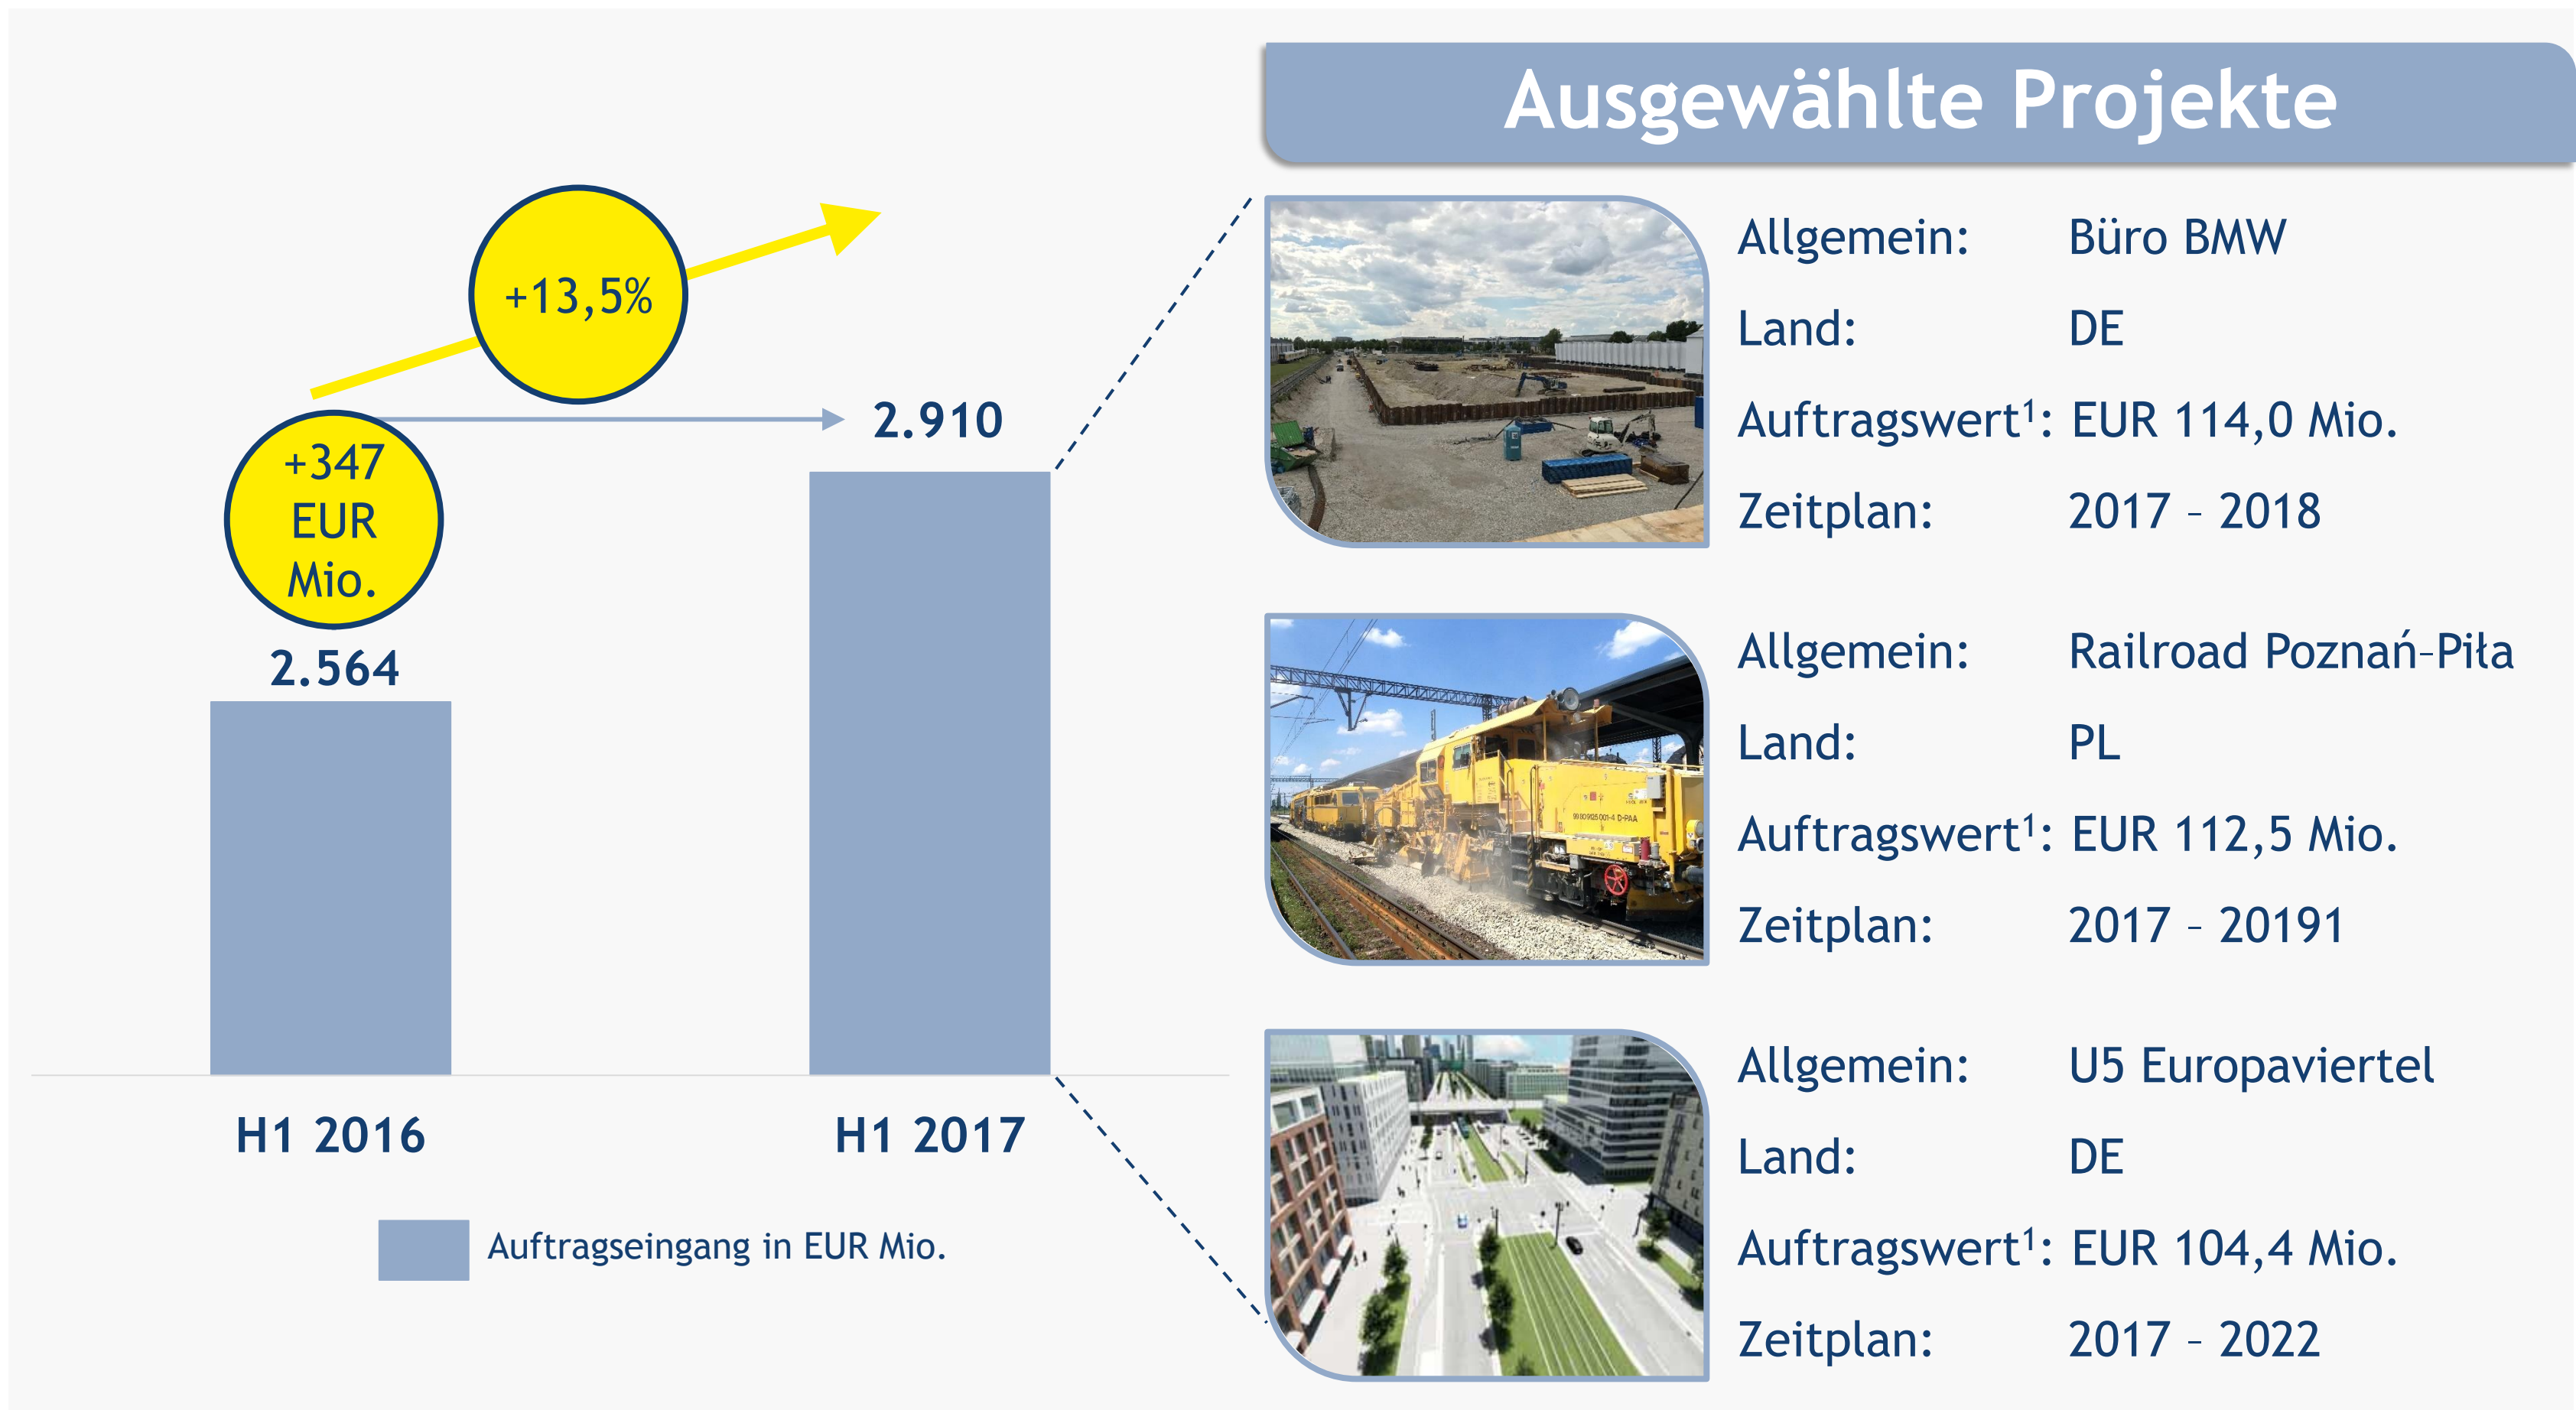 Ausgewählte Projekte
+13,5%
+347
EUR
Mio.
2.910
2.564
H1 2016
H1 2017
Auftragseingang in EUR Mio.
Allgemein: Büro BMW
Land: DE
Auftragswert¹: EUR 114,0 Mio.
Zeitplan: 2017 – 2018
Allgemein: Railroad Poznań–Piła
Land: PL
Auftragswert¹: EUR 112,5 Mio.
Zeitplan: 2017 – 20191
Allgemein: U5 Europaviertel
Land: DE
Auftragswert¹: EUR 104,4 Mio.
Zeitplan: 2017 – 2022